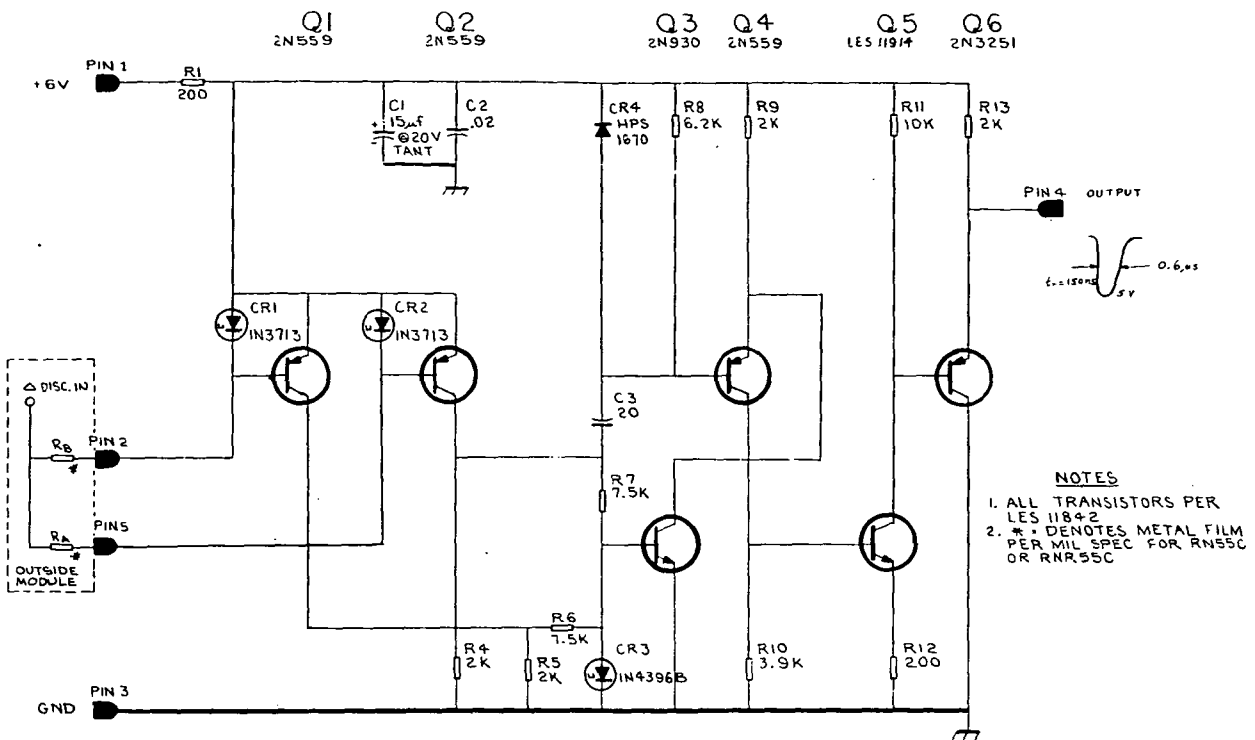 Q1
2N559
Q2
2N559
Q3
2N930
Q4
2N559
Q5
LES 11914
Q6
2N3251
+6V
PIN 1
R1
200
C1
+ 15µf
@20V
- TANT
C2
.02
CR4
HPS
1670
R8
6.2K
R9
2K
R11
10K
R13
2K
PIN 4
OUTPUT
0.6µs
5V
CR1
IN3713
CR2
IN3713
△ DISC. IN
RB
*
PIN 2
RA
*
PIN 5
OUTSIDE
MODULE
C3
20
R7
7.5K
R6
7.5K
R4
2K
R5
2K
CR3
IN4396B
R10
3.9K
R12
200
GND
PIN 3
NOTES
1. ALL TRANSISTORS PER
LES 11842
2. * : DENOTES METAL FILM
PER MIL SPEC FOR RN55C
OR RNR55C